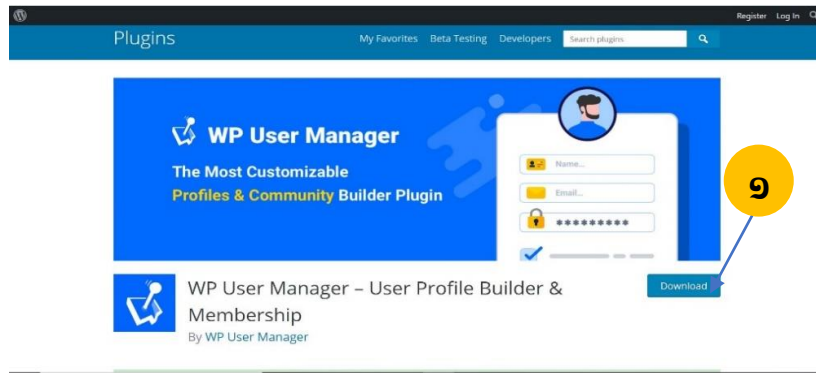 Register Log In
Plugins
My Favorites Beta Testing Developers Search plugins
WP User Manager
The Most Customizable
Profiles & Community Builder Plugin
Name...
Email...
*********
໑
WP User Manager – User Profile Builder &
Membership
Download
By WP User Manager